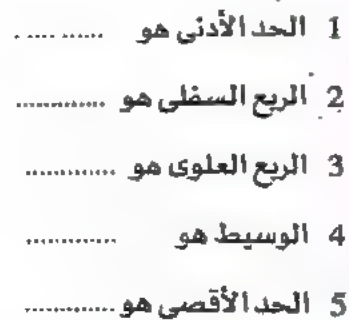 1 الحد الأدنى هو ............
2 الربع السفلى هو ............
3 الربع العلوى هو ............
4 الوسيط هو ............
5 الحد الأقصى هو ............